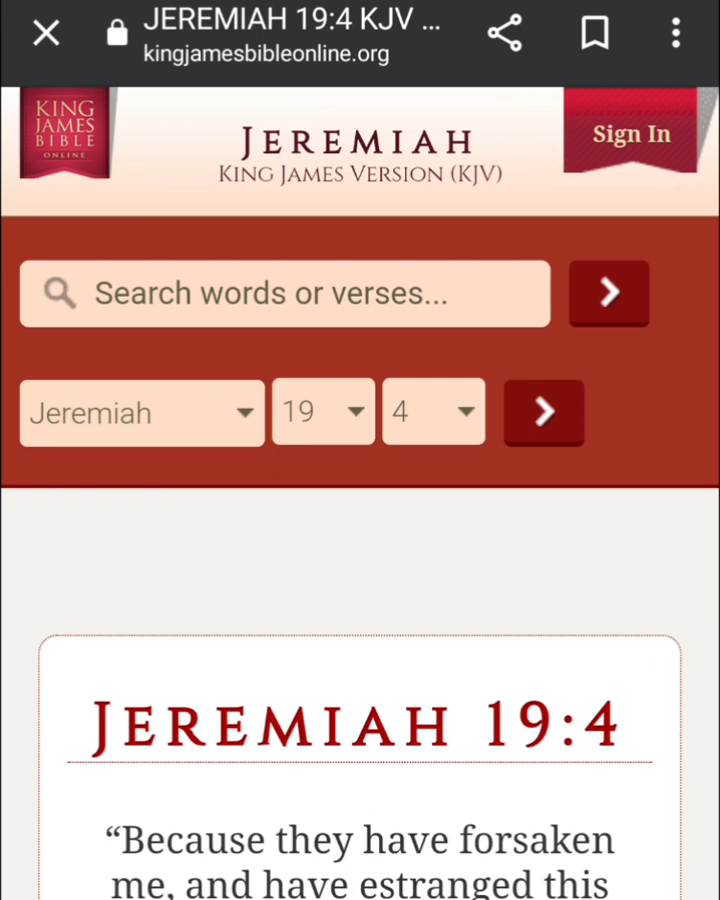 JEREMIAH 19:4 KJV ...
kingjamesbibleonline.org
KING
JAMES
BIBLE
ONLINE
JEREMIAH
KING JAMES VERSION (KJV)
Sign In
Search words or verses...
Jeremiah 19 4
JEREMIAH 19:4
“Because they have forsaken
me, and have estranged this